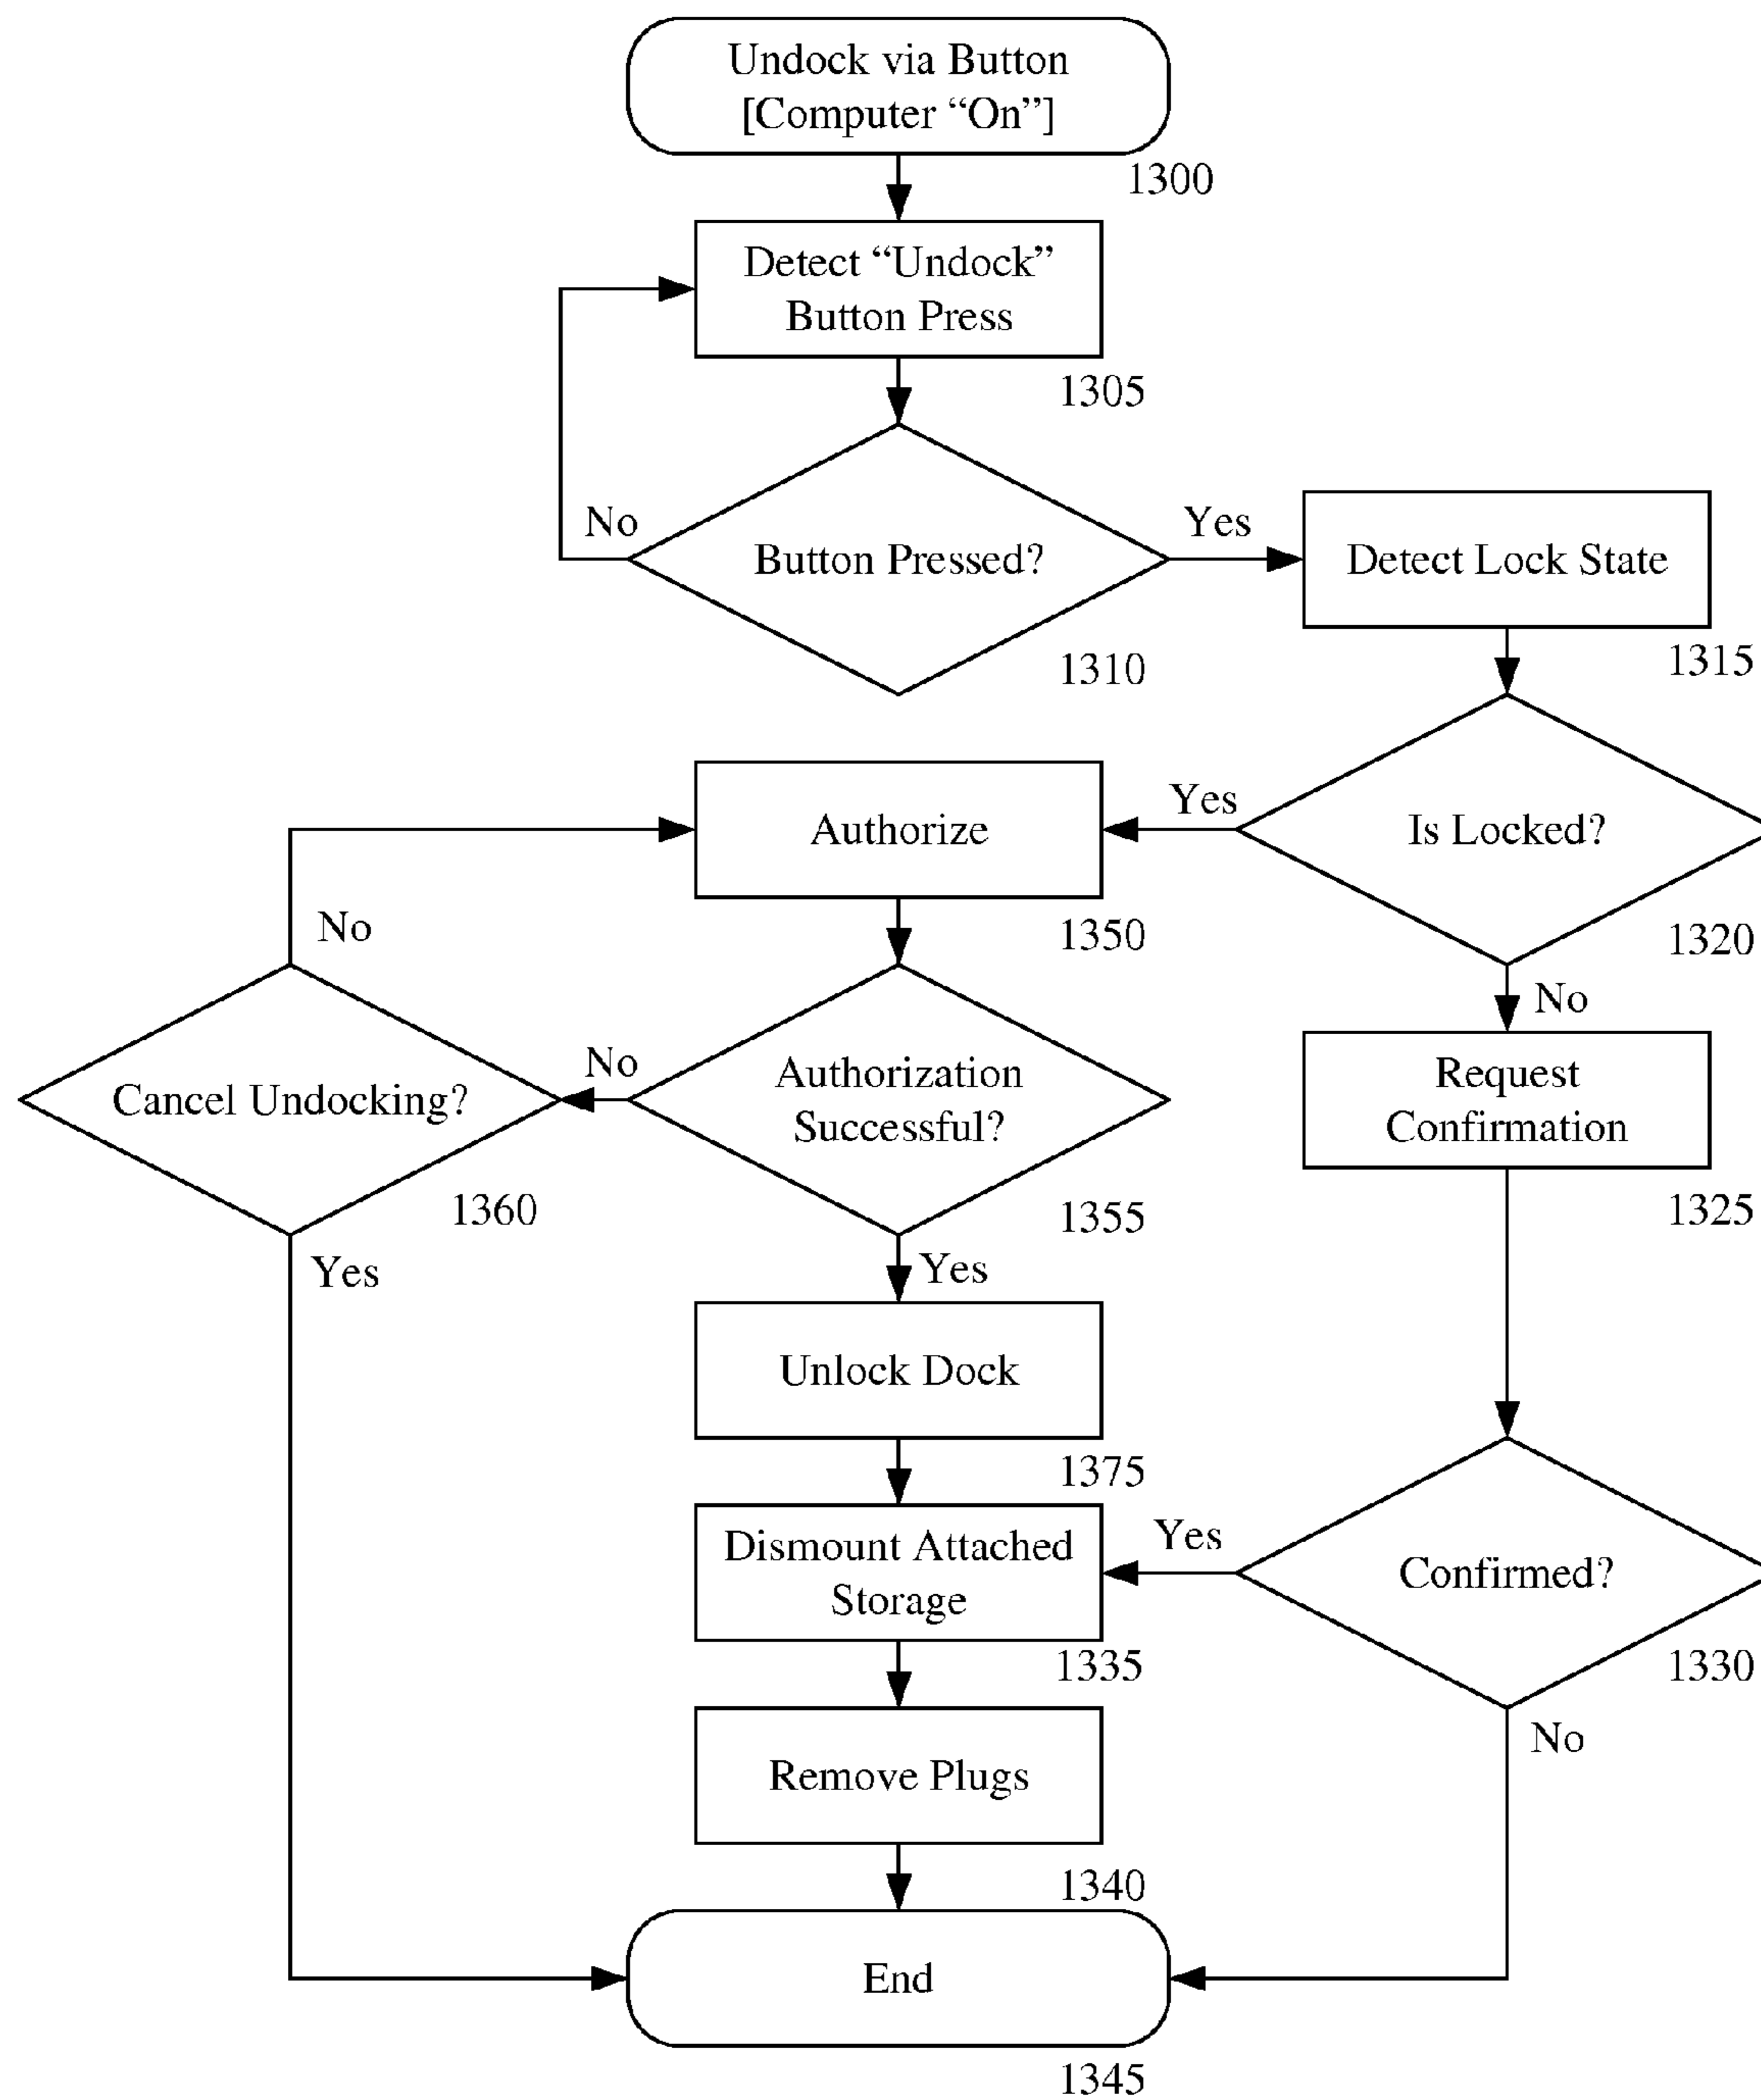 Undock via Button
[Computer “On”]
1300
Detect “Undock”
Button Press
1305
No
Button Pressed?
Yes
1310
Detect Lock State
1315
Authorize
Yes
Is Locked?
1350
1320
No
No
Cancel Undocking?
No
Authorization
Successful?
Request
Confirmation
1360
1355
1325
Yes
Yes
Unlock Dock
1375
Dismount Attached
Storage
Yes
Confirmed?
1335
1330
No
Remove Plugs
1340
End
1345